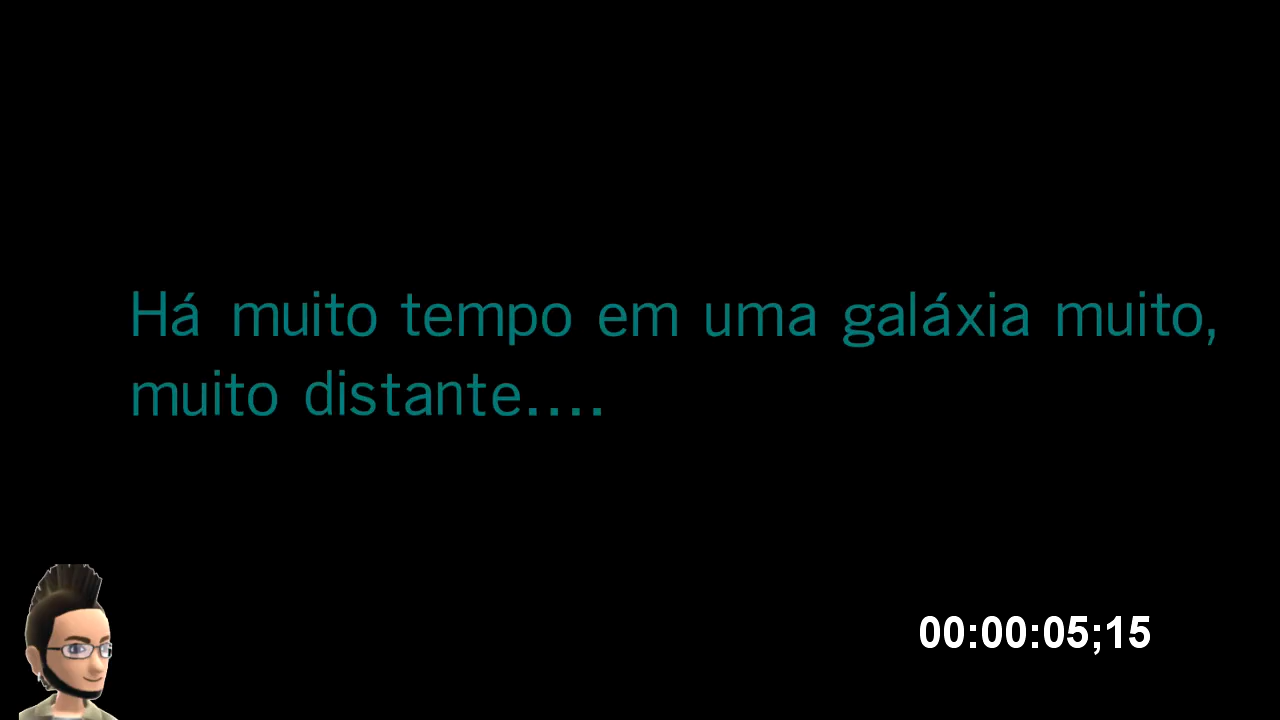 Há muito tempo em uma galáxia muito,
muito distante....
00:00:05;15